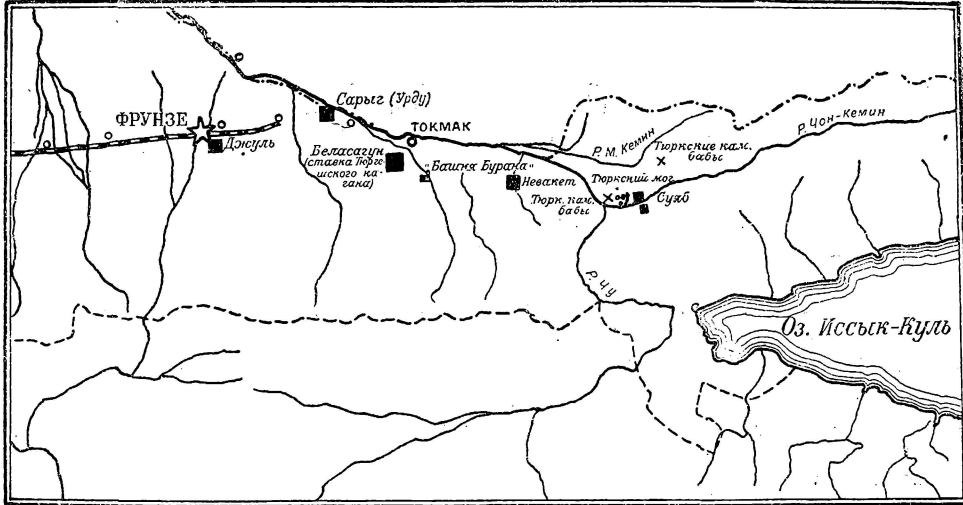 ФРУНЗЕ
Джуль
Сарыг (Урду)
ТОКМАК
Беласагун
(ставка Тюрге-
шского ка-
гана)
"Башня Бурана"
Невакет
Р. М. Кемин
Р. Чон-Кемин
Тюркские кам.
бабы
Тюркский мог
Тюрк. кам.
бабы
Суяб
Р. Чу
Оз. Иссык-Куль